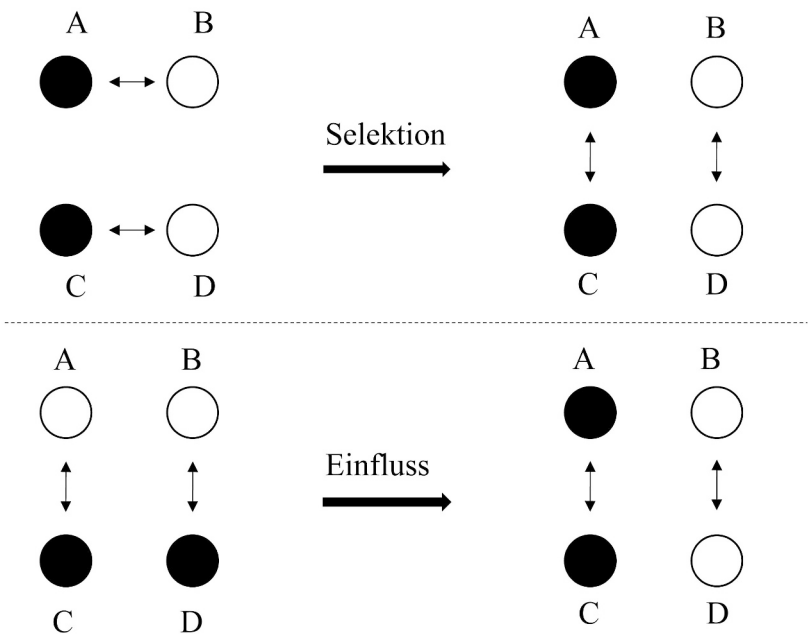 A B A B
Selektion
C D C D
A B A B
Einfluss
C D C D